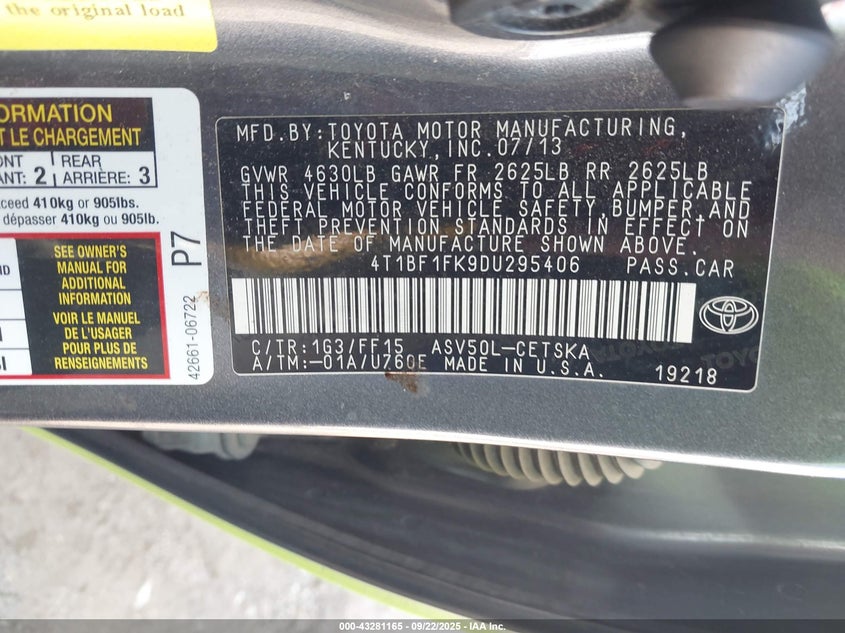 the original load
ORMATION
T LE CHARGEMENT
ONT
ANT: 2
REAR
ARRIÈRE: 3
xceed 410kg or 905lbs.
dépasser 410kg ou 905lb.
SEE OWNER'S
MANUAL FOR
ADDITIONAL
INFORMATION
VOIR LE MANUEL
DE L'USAGER
POUR PLUS DE
RENSEIGNEMENTS
P7
42661-06722
MFD.BY:TOYOTA MOTOR MANUFACTURING,
KENTUCKY,INC.07/13
GVWR 4630LB GAWR FR 2625LB RR 2625LB
THIS VEHICLE CONFORMS TO ALL APPLICABLE
FEDERAL MOTOR VEHICLE SAFETY,BUMPER,AND
THEFT PREVENTION STANDARDS IN EFFECT ON
THE DATE OF MANUFACTURE SHOWN ABOVE.
4T1BF1FK9DU295406 PASS.CAR
C/TR:1G3/FF15 ASV50L-CETSKA
A/TM:-01A/U760E MADE IN U.S.A.
19218
000-43281165 - 09/22/2025 - IAA Inc.